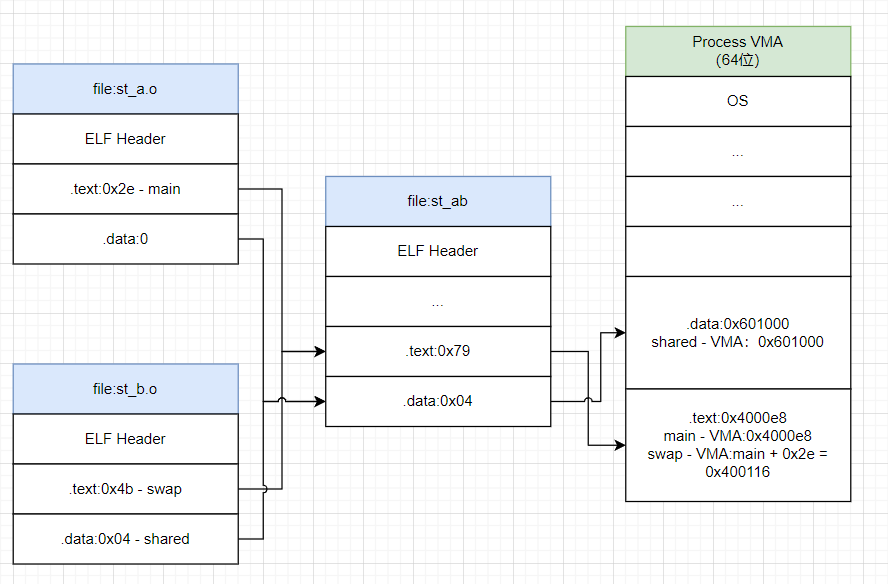 file:st_a.o
ELF Header
.text:0x2e - main
.data:0
file:st_b.o
ELF Header
.text:0x4b - swap
.data:0x04 - shared
file:st_ab
ELF Header
...
.text:0x79
.data:0x04
Process VMA
(64位)
OS
...
...
.data:0x601000
shared - VMA：0x601000
.text:0x4000e8
main - VMA:0x4000e8
swap - VMA:main + 0x2e =
0x400116